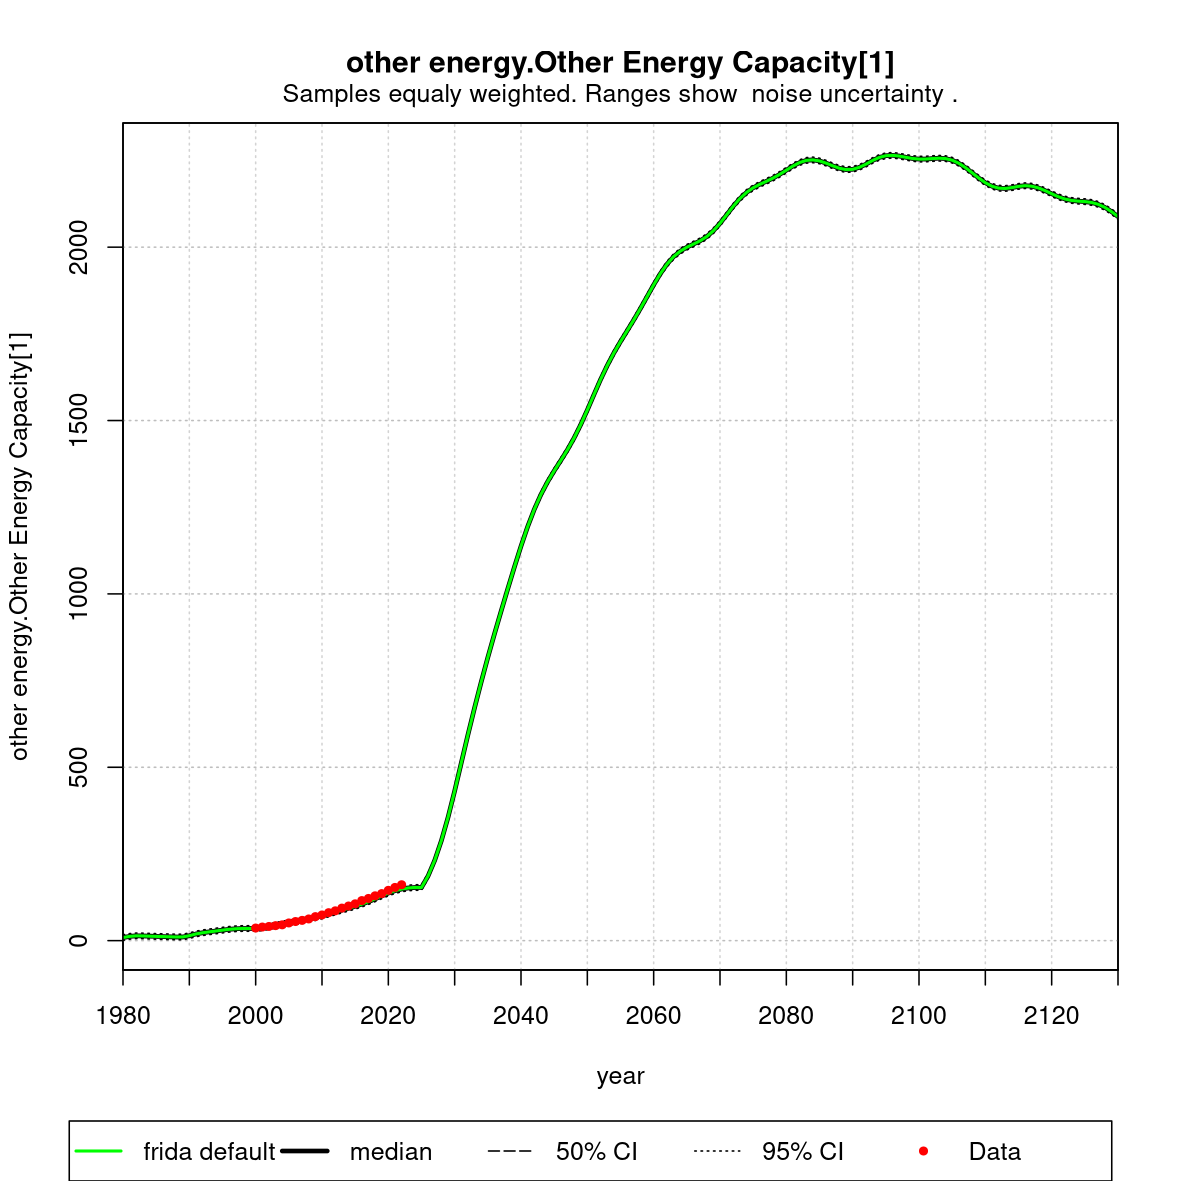 other energy.Other Energy Capacity[1]
Samples equaly weighted. Ranges show  noise uncertainty .
other energy.Other Energy Capacity[1]
2000
1500
1000
500
0
1980 2000 2020 2040 2060 2080 2100 2120
year
frida default median 50% CI 95% CI Data